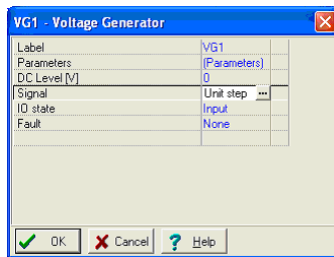 VG1 - Voltage Generator
Label VG1
Parameters (Parameters)
DC Level [V] 0
Signal Unit step ...
IO state Input
Fault None
OK Cancel ? Help